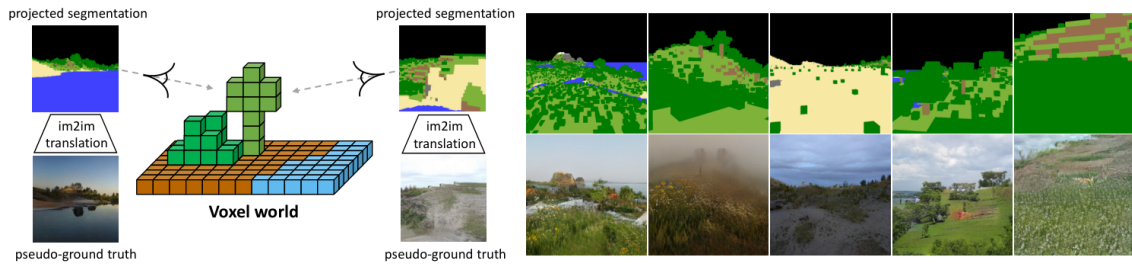 projected segmentation
im2im
translation
pseudo-ground truth
Voxel world
projected segmentation
im2im
translation
pseudo-ground truth